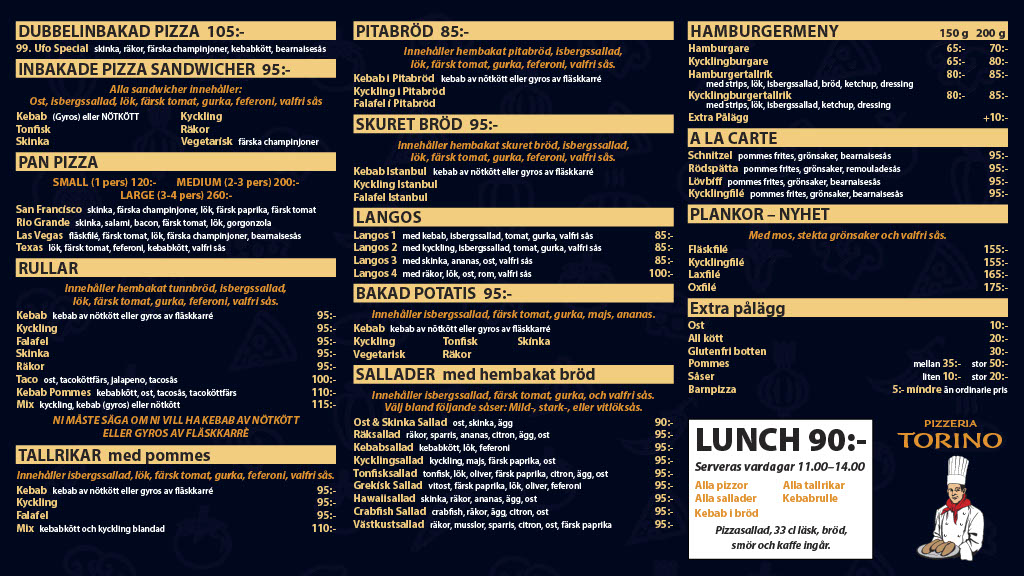 DUBBELINBAKAD PIZZA 105:-
99. Ufo Special skinka, räkor, färska champinjoner, kebabkött, bearnaisesås
INBAKADE PIZZA SANDWICHER 95:-
Alla sandwicher innehåller:
Ost, isbergssallad, lök, färsk tomat, gurka, feferoni, valfri sås
Kebab (Gyros) eller NÖTKÖTT Kyckling
Tonfisk Räkor
Skinka Vegetarísk färska champinjoner
PAN PIZZA
SMALL (1 pers) 120:- MEDIUM (2-3 pers) 200:-
LARGE (3-4 pers) 260:-
San Francísco skinka, färska champinjoner, lök, färsk paprika, färsk tomat
Rio Grande skinka, salami, bacon, färsk tomat, lök, gorgonzola
Las Vegas fläskfilé, färsk tomat, lök, färska champinjoner, bearnaisesås
Texas lök, färsk tomat, feferoni, kebabkött, valfri sås
RULLAR
Innehåller hembakat tunnbröd, isbergssallad,
lök, färsk tomat, gurka, feferoni, valfri sås.
Kebab kebab av nötkött eller gyros av fläskkarré 95:-
Kyckling 95:-
Falafel 95:-
Skinka 95:-
Räkor 95:-
Taco ost, tacoköttfärs, jalapeno, tacosås 100:-
Kebab Pommes kebabkött, ost, tacosås, tacoköttfärs 110:-
Mix kyckling, kebab (gyros) eller nötkött 115:-
NI MÅSTE SÄGA OM NI VILL HA KEBAB AV NÖTKÖTT
ELLER GYROS AV FLÄSKKARRÈ
TALLRIKAR med pommes
Innehåller isbergssallad, lök, färsk tomat, gurka, feferoni, valfri sås.
Kebab kebab av nötkött eller gyros av fläskkarré 95:-
Kyckling 95:-
Falafel 95:-
Mix kebabkött och kyckling blandad 110:-
PITABRÖD 85:-
Innehåller hembakat pitabröd, isbergssallad,
lök, färsk tomat, gurka, feferoni, valfri sås.
Kebab i Pitabröd kebab av nötkött eller gyros av fläskkarré
Kyckling i Pitabröd
Falafel í Pitabröd
SKURET BRÖD 95:-
Innehåller hembakat skuret bröd, isbergssallad,
lök, färsk tomat, gurka, feferoni, valfri sås.
Kebab Istanbul kebab av nötkött eller gyros av fläskkarré
Kyckling Istanbul
Falafel Istanbul
LANGOS
Langos 1 med kebab, isbergssallad, tomat, gurka, valfri sås 85:-
Langos 2 med kyckling, isbergssallad, tomat, gurka, valfri sås 85:-
Langos 3 med skinka, ananas, ost, valfri sås 85:-
Langos 4 med räkor, lök, ost, rom, valfri sås 100:-
BAKAD POTATIS 95:-
Innehåller isbergssallad, färsk tomat, gurka, majs, ananas.
Kebab kebab av nötkött eller gyros av fläskkarré
Kyckling Tonfisk Skínka
Vegetarisk Räkor
SALLADER med hembakat bröd
Innehåller isbergssallad, färsk tomat, gurka, och valfri sås.
Välj bland följande såser: Mild-, stark-, eller vitlöksås.
Ost & Skinka Sallad ost, skinka, ägg 90:-
Räksallad räkor, sparris, ananas, citron, ägg, ost 95:-
Kebabsallad kebabkött, lök, feferoni 95:-
Kycklingsallad kyckling, majs, färsk paprika, ost 95:-
Tonfisksallad tonfisk, lök, oliver, färsk paprika, citron, ägg, ost 95:-
Grekísk Sallad vitost, färsk paprika, lök, oliver, feferoni 95:-
Hawaiisallad skinka, räkor, ananas, ägg, ost 95:-
Crabfish Sallad crabfish, räkor, ägg, citron, ost 95:-
Västkustsallad räkor, musslor, sparris, citron, ost, färsk paprika 95:-
HAMBURGERMENY 150 g 200 g
Hamburgare 65:- 70:-
Kycklingburgare 65:- 80:-
Hamburgertallrík 80:- 85:-
med strips, lök, isbergssallad, bröd, ketchup, dressing
Kycklingburgertallrik 80:- 85:-
med strips, lök, isbergssallad, ketchup, dressing
Extra Pålägg +10:-
A LA CARTE
Schnitzel pommes frites, grönsaker, bearnaisesås 95:-
Rödspätta pommes frites, grönsaker, remouladesås 95:-
Lövbíff pommes frites, grönsaker, bearnaisesås 95:-
Kycklingfilé pommes frites, grönsaker, bearnaisesås 95:-
PLANKOR – NYHET
Med mos, stekta grönsaker och valfri sås.
Fläskfilé 155:-
Kycklingfilé 155:-
Laxfilé 165:-
Oxfilé 175:-
Extra pålägg
Ost 10:-
All kött 20:-
Glutenfri botten 30:-
Pommes mellan 35:- stor 50:-
Såser liten 10:- stor 20:-
Barnpizza 5:- míndre än ordinarie pris
LUNCH 90:-
Serveras vardagar 11.00–14.00
Alla pizzor Alla tallrikar
Alla sallader Kebabrulle
Kebab i bröd
Pizzasallad, 33 cl läsk, bröd,
smör och kaffe ingår.
PIZZERIA
TORINO